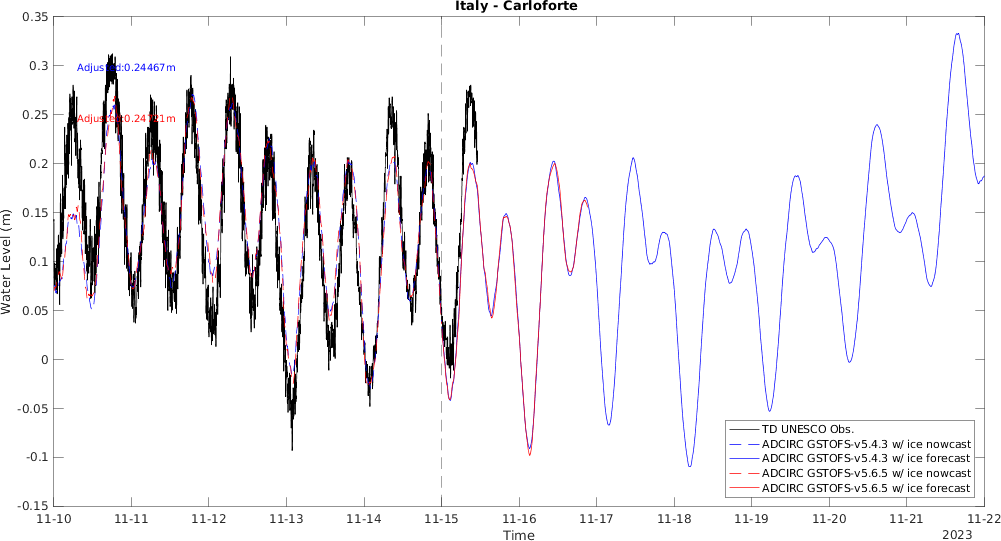 Italy - Carloforte
0.35
0.3
0.25
0.2
0.15
0.1
0.05
0
-0.05
-0.1
-0.15
Water Level (m)
Adjusted:0.24467m
11-10
11-11
11-12
11-13
11-14
11-15
11-16
11-17
11-18
11-19
11-20
11-21
11-22
Time
2023
TD UNESCO Obs.
ADCIRC GSTOFS-v5.4.3 w/ ice nowcast
ADCIRC GSTOFS-v5.4.3 w/ ice forecast
ADCIRC GSTOFS-v5.6.5 w/ ice nowcast
ADCIRC GSTOFS-v5.6.5 w/ ice forecast